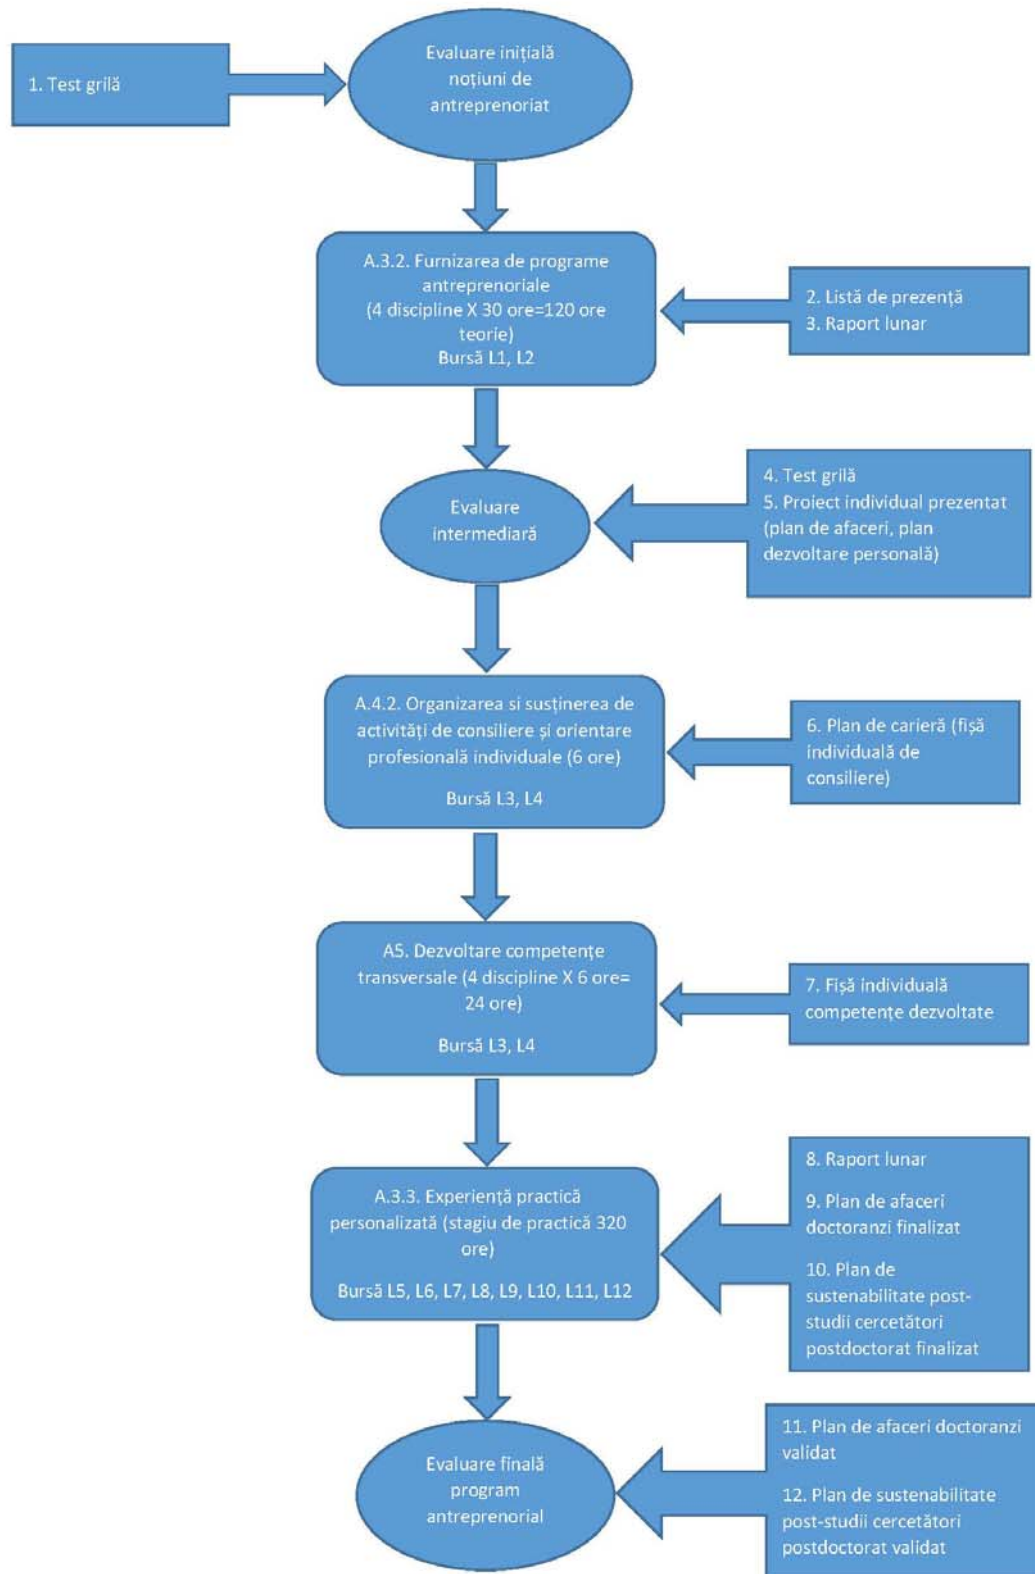 1. Test grilă
Evaluare inițială
noțiuni de
antreprenoriat
A.3.2. Furnizarea de programe
antreprenoriale
(4 discipline X 30 ore=120 ore
teorie)
Bursă L1, L2
2. Listă de prezență
3. Raport lunar
Evaluare
intermediară
4. Test grilă
5. Proiect individual prezentat
(plan de afaceri, plan
dezvoltare personală)
A.4.2. Organizarea si susținerea de
activități de consiliere și orientare
profesională individuale (6 ore)
Bursă L3, L4
6. Plan de carieră (fișă
individuală de
consiliere)
A5. Dezvoltare competențe
transversale (4 discipline X 6 ore=
24 ore)
Bursă L3, L4
7. Fișă individuală
competențe dezvoltate
A.3.3. Experiență practică
personalizată (stagiu de practică 320
ore)
Bursă L5, L6, L7, L8, L9, L10, L11, L12
8. Raport lunar
9. Plan de afaceri
doctoranzi finalizat
10. Plan de
sustenabilitate post-
studii cercetători
postdoctorat finalizat
Evaluare finală
program
antreprenorial
11. Plan de afaceri doctoranzi
validat
12. Plan de sustenabilitate
post-studii cercetători
postdoctorat validat